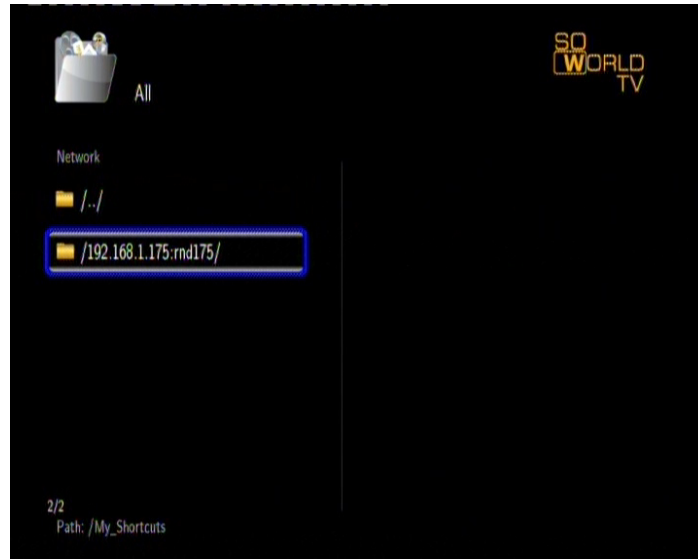 All
SO
WORLD
TV
Network
/../
/192.168.1.175:rnd175/
2/2
Path: /My_Shortcuts